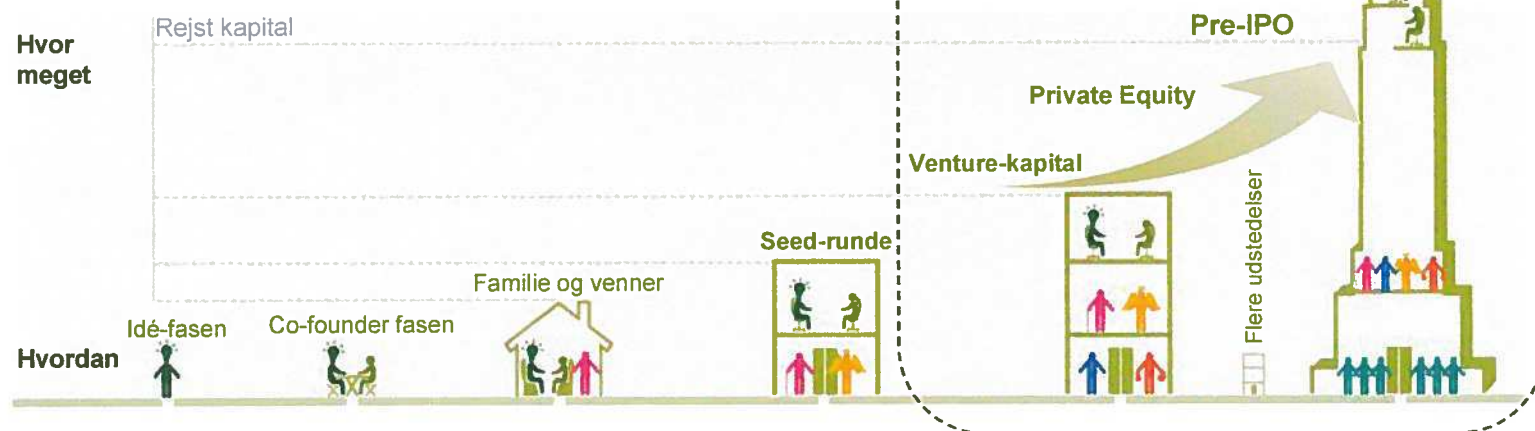 Hvor
meget
Rejst kapital
Pre-IPO
Private Equity
Venture-kapital
Seed-runde
Flere udstedelser
Familie og venner
Co-founder fasen
Idé-fasen
Hvordan